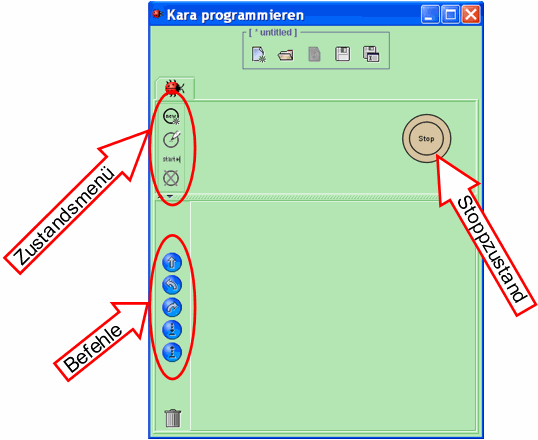 Kara programmieren
[ * untitled ]
new
start
Stop
Zustandsmenü
Stoppzustand
Befehle